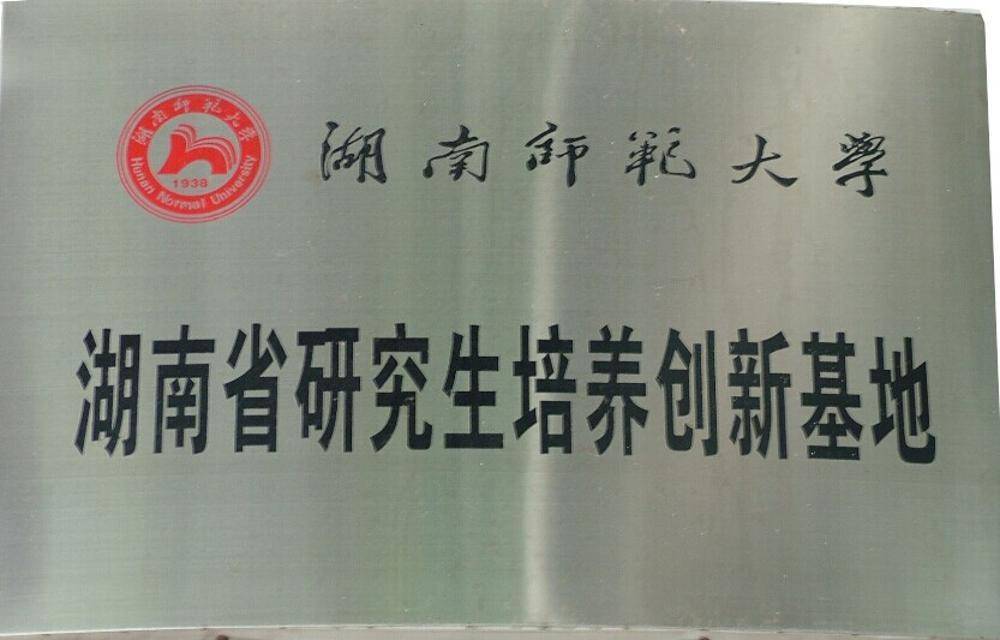 湖南師範大學
1938
Hunan Normal University
湖南師範大學
湖南省研究生培养创新基地